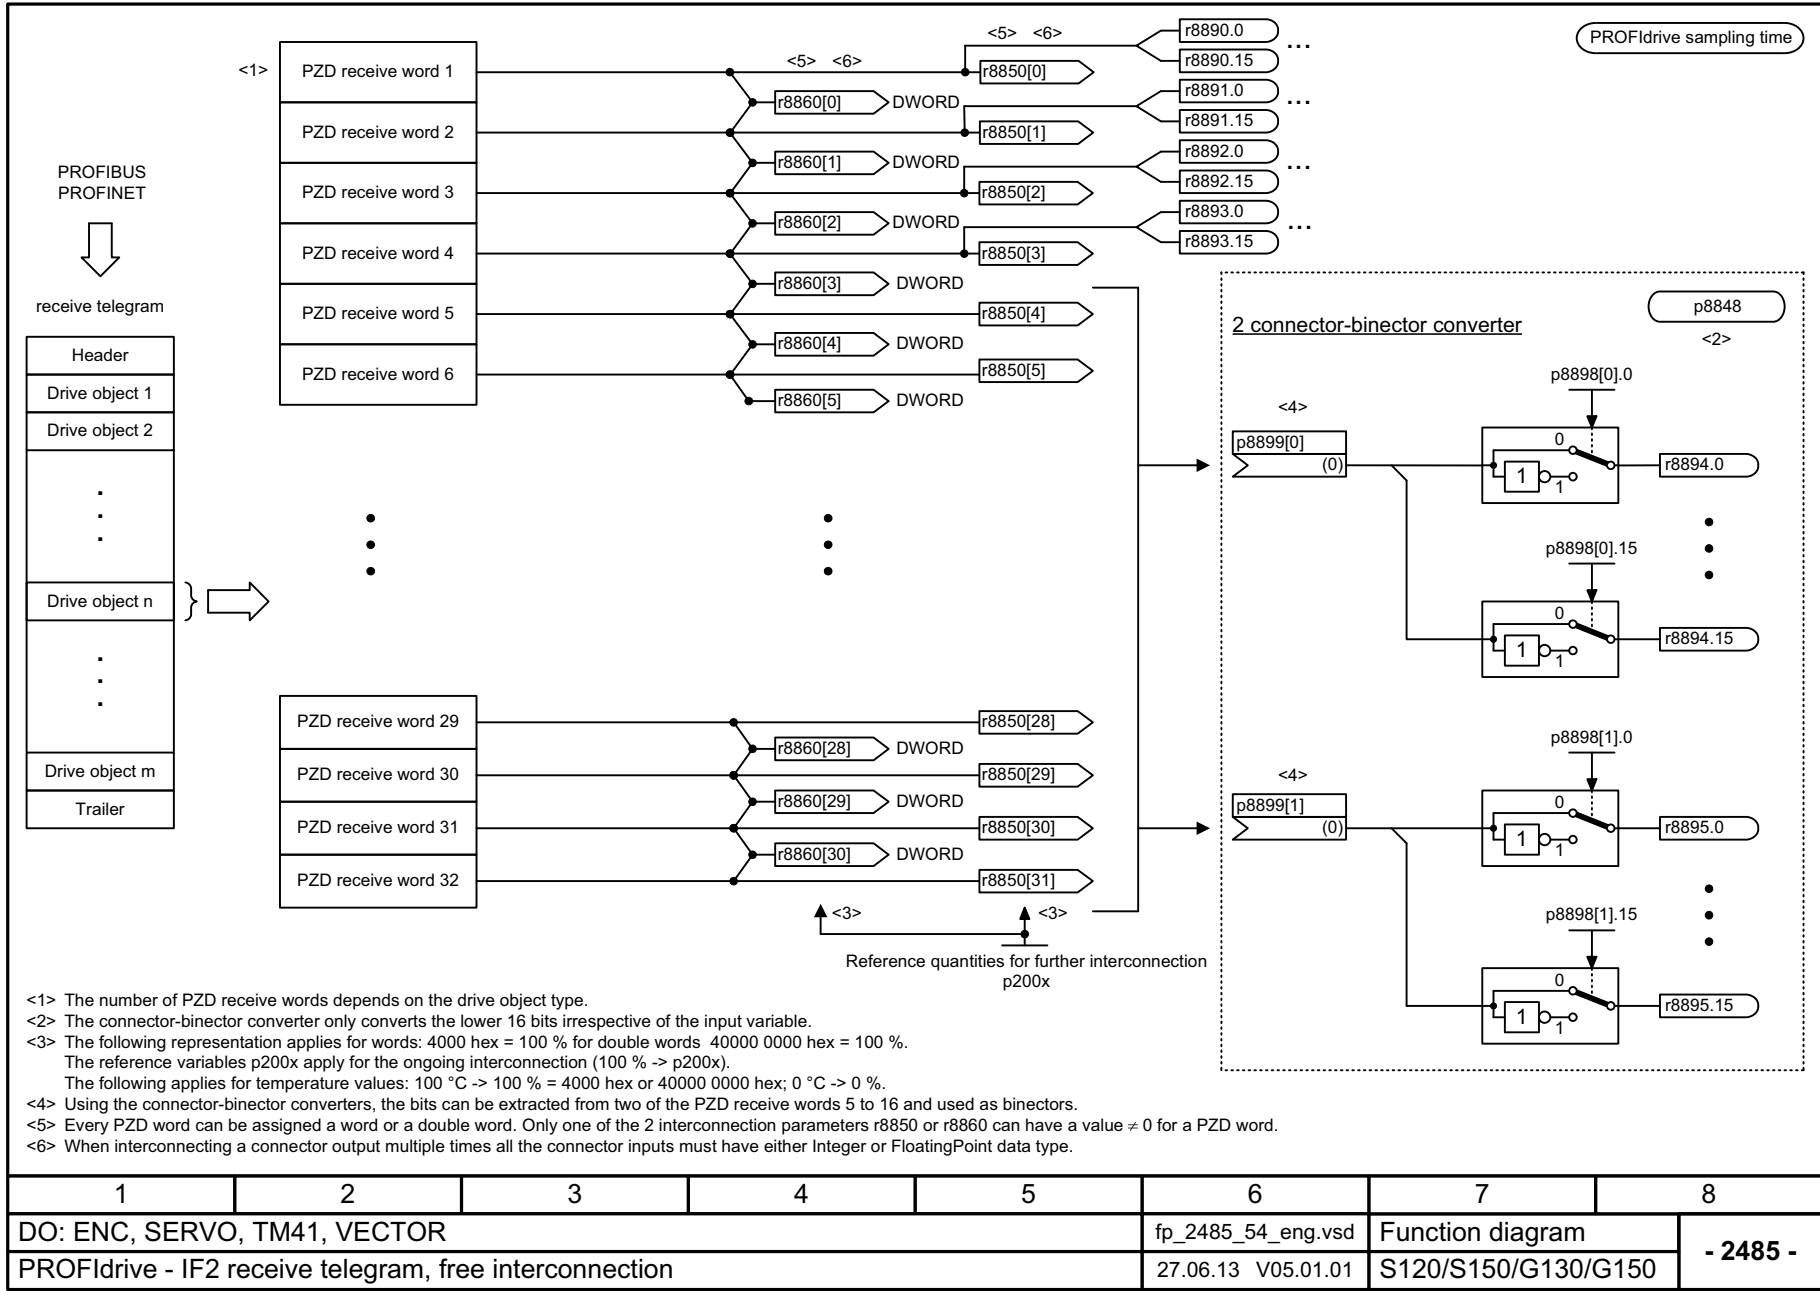 <5> <6>
r8890.0
...
PROFIdrive sampling time
<1>
PZD receive word 1
<5> <6>
r8850[0]
r8890.15
r8860[0]
DWORD
r8891.0
...
PZD receive word 2
r8850[1]
r8891.15
r8860[1]
DWORD
r8892.0
...
PROFIBUS
PROFINET
PZD receive word 3
r8850[2]
r8892.15
r8860[2]
DWORD
r8893.0
...
PZD receive word 4
r8850[3]
r8893.15
r8860[3]
DWORD
receive telegram
PZD receive word 5
r8850[4]
r8860[4]
DWORD
PZD receive word 6
r8850[5]
r8860[5]
DWORD
Header
Drive object 1
Drive object 2
Drive object n
}
Drive object m
Trailer
PZD receive word 29
r8850[28]
r8860[28]
DWORD
PZD receive word 30
r8850[29]
r8860[29]
DWORD
PZD receive word 31
r8850[30]
r8860[30]
DWORD
PZD receive word 32
r8850[31]
<3>
<3>
Reference quantities for further interconnection
p200x
2 connector-binector converter
p8848
<2>
p8898[0].0
<4>
p8899[0]
(0)
0
1
1
r8894.0
p8898[0].15
0
1
1
r8894.15
p8898[1].0
<4>
p8899[1]
(0)
0
1
1
r8895.0
p8898[1].15
0
1
1
r8895.15
<1> The number of PZD receive words depends on the drive object type.
<2> The connector-binector converter only converts the lower 16 bits irrespective of the input variable.
<3> The following representation applies for words: 4000 hex = 100 % for double words 40000 0000 hex = 100 %.
The reference variables p200x apply for the ongoing interconnection (100 % -> p200x).
The following applies for temperature values: 100 °C -> 100 % = 4000 hex or 40000 0000 hex; 0 °C -> 0 %.
<4> Using the connector-binector converters, the bits can be extracted from two of the PZD receive words 5 to 16 and used as binectors.
<5> Every PZD word can be assigned a word or a double word. Only one of the 2 interconnection parameters r8850 or r8860 can have a value ≠ 0 for a PZD word.
<6> When interconnecting a connector output multiple times all the connector inputs must have either Integer or FloatingPoint data type.
1 2 3 4 5 6 7 8
DO: ENC, SERVO, TM41, VECTOR
fp_2485_54_eng.vsd
Function diagram
- 2485 -
PROFIdrive - IF2 receive telegram, free interconnection
27.06.13 V05.01.01
S120/S150/G130/G150